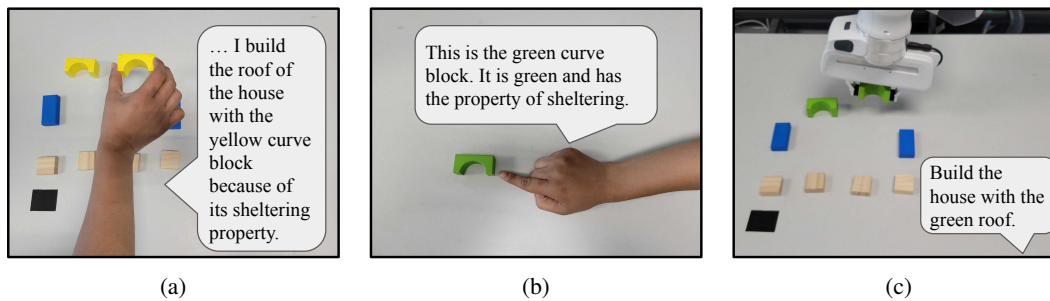 … I build
the roof of
the house
with the
yellow curve
block
because of
its sheltering
property.
This is the green curve
block. It is green and has
the property of sheltering.
Build the
house with the
green roof.
(a)
(b)
(c)